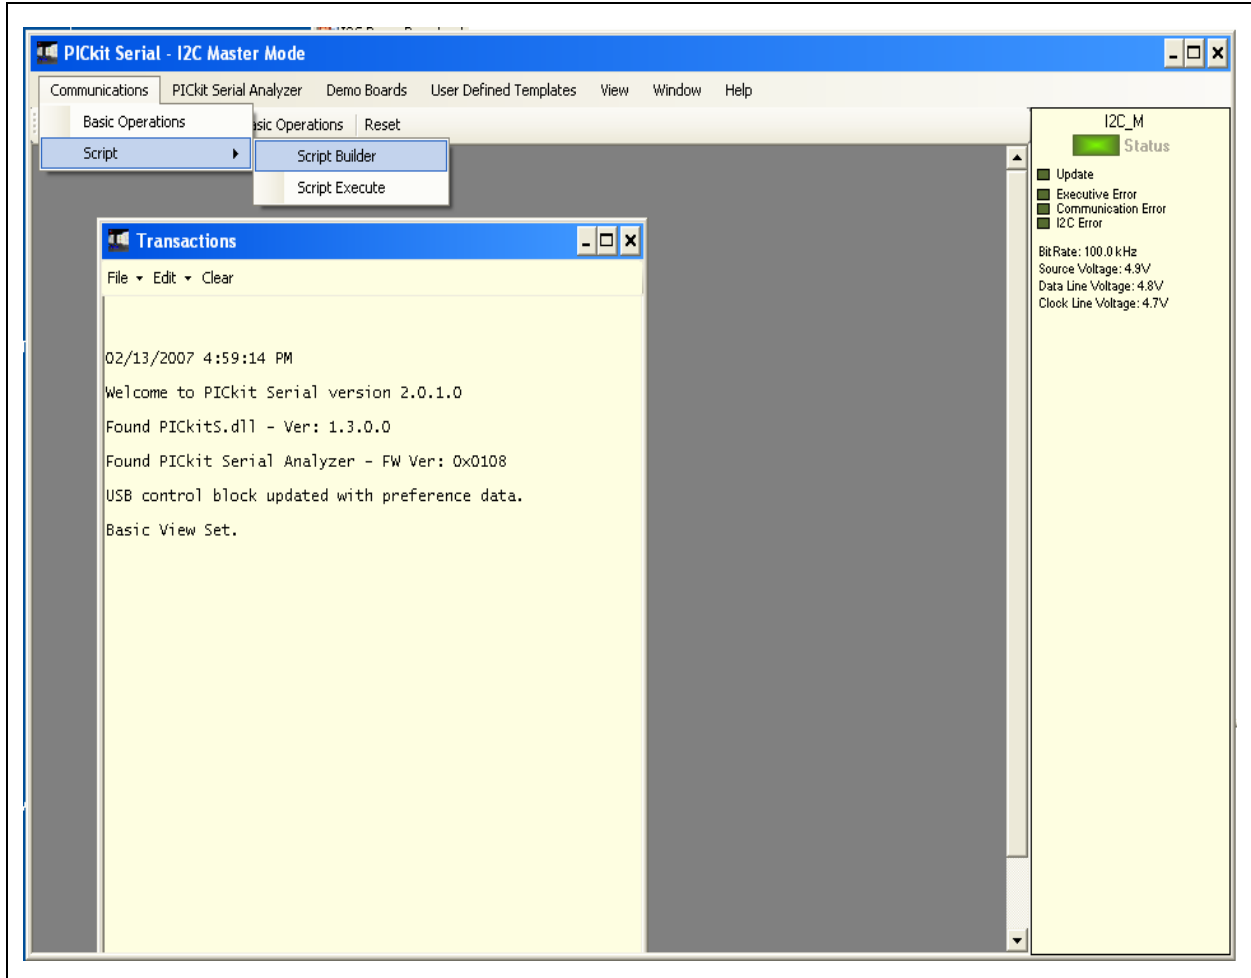 PICkit Serial - I2C Master Mode
Communications PICkit Serial Analyzer Demo Boards User Defined Templates View Window Help
Basic Operations
Operations Reset
Script
Script Builder
Script Execute
Transactions
File Edit Clear
02/13/2007 4:59:14 PM
Welcome to PICkit Serial version 2.0.1.0
Found PICkitS.dll - Ver: 1.3.0.0
Found PICkit Serial Analyzer - FW Ver: 0x0108
USB control block updated with preference data.
Basic View Set.
I2C_M
Status
Update
Executive Error
Communication Error
I2C Error
BitRate: 100.0 kHz
Source Voltage: 4.9V
Data Line Voltage: 4.8V
Clock Line Voltage: 4.7V